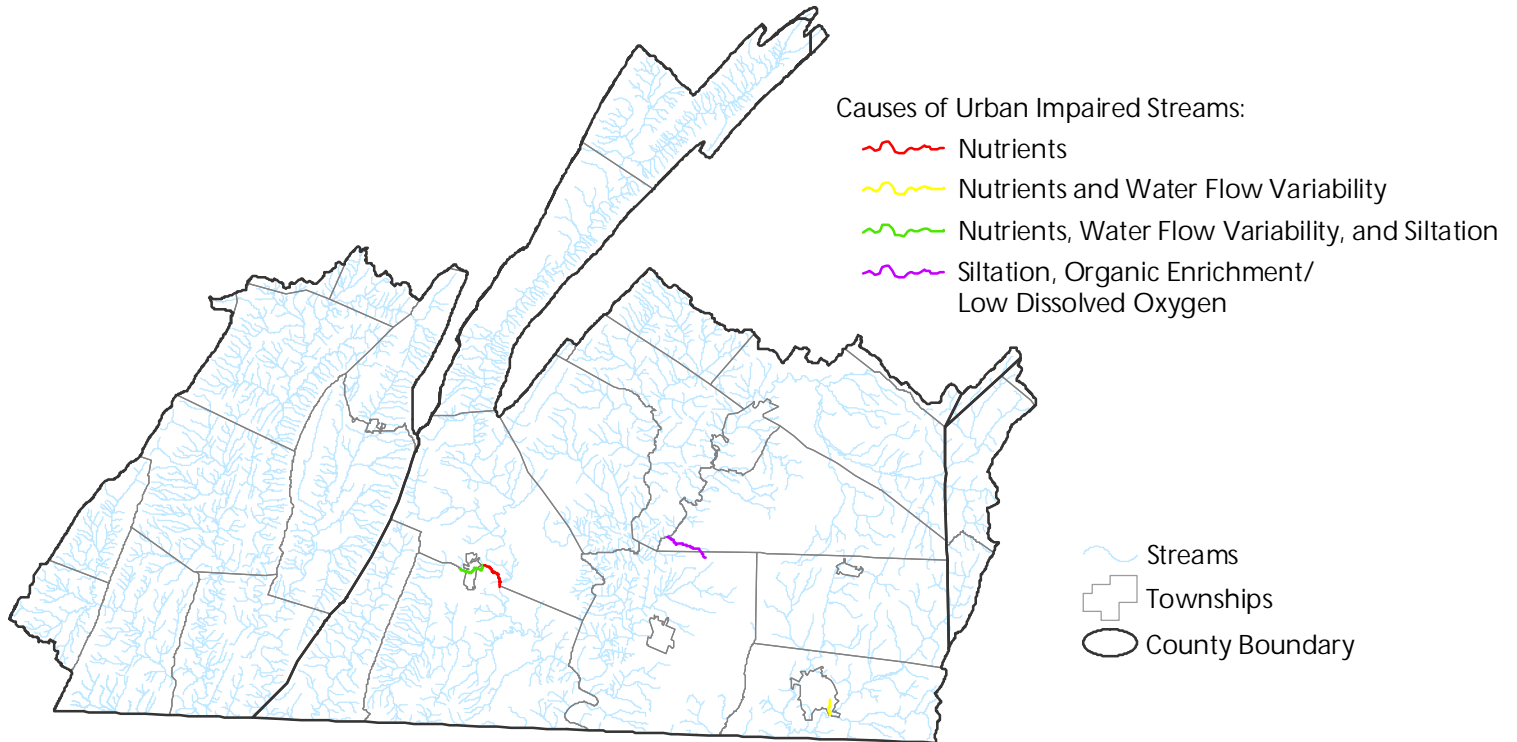 Causes of Urban Impaired Streams:
Nutrients
Nutrients and Water Flow Variability
Nutrients, Water Flow Variability, and Siltation
Siltation, Organic Enrichment/
Low Dissolved Oxygen
Streams
Townships
County Boundary